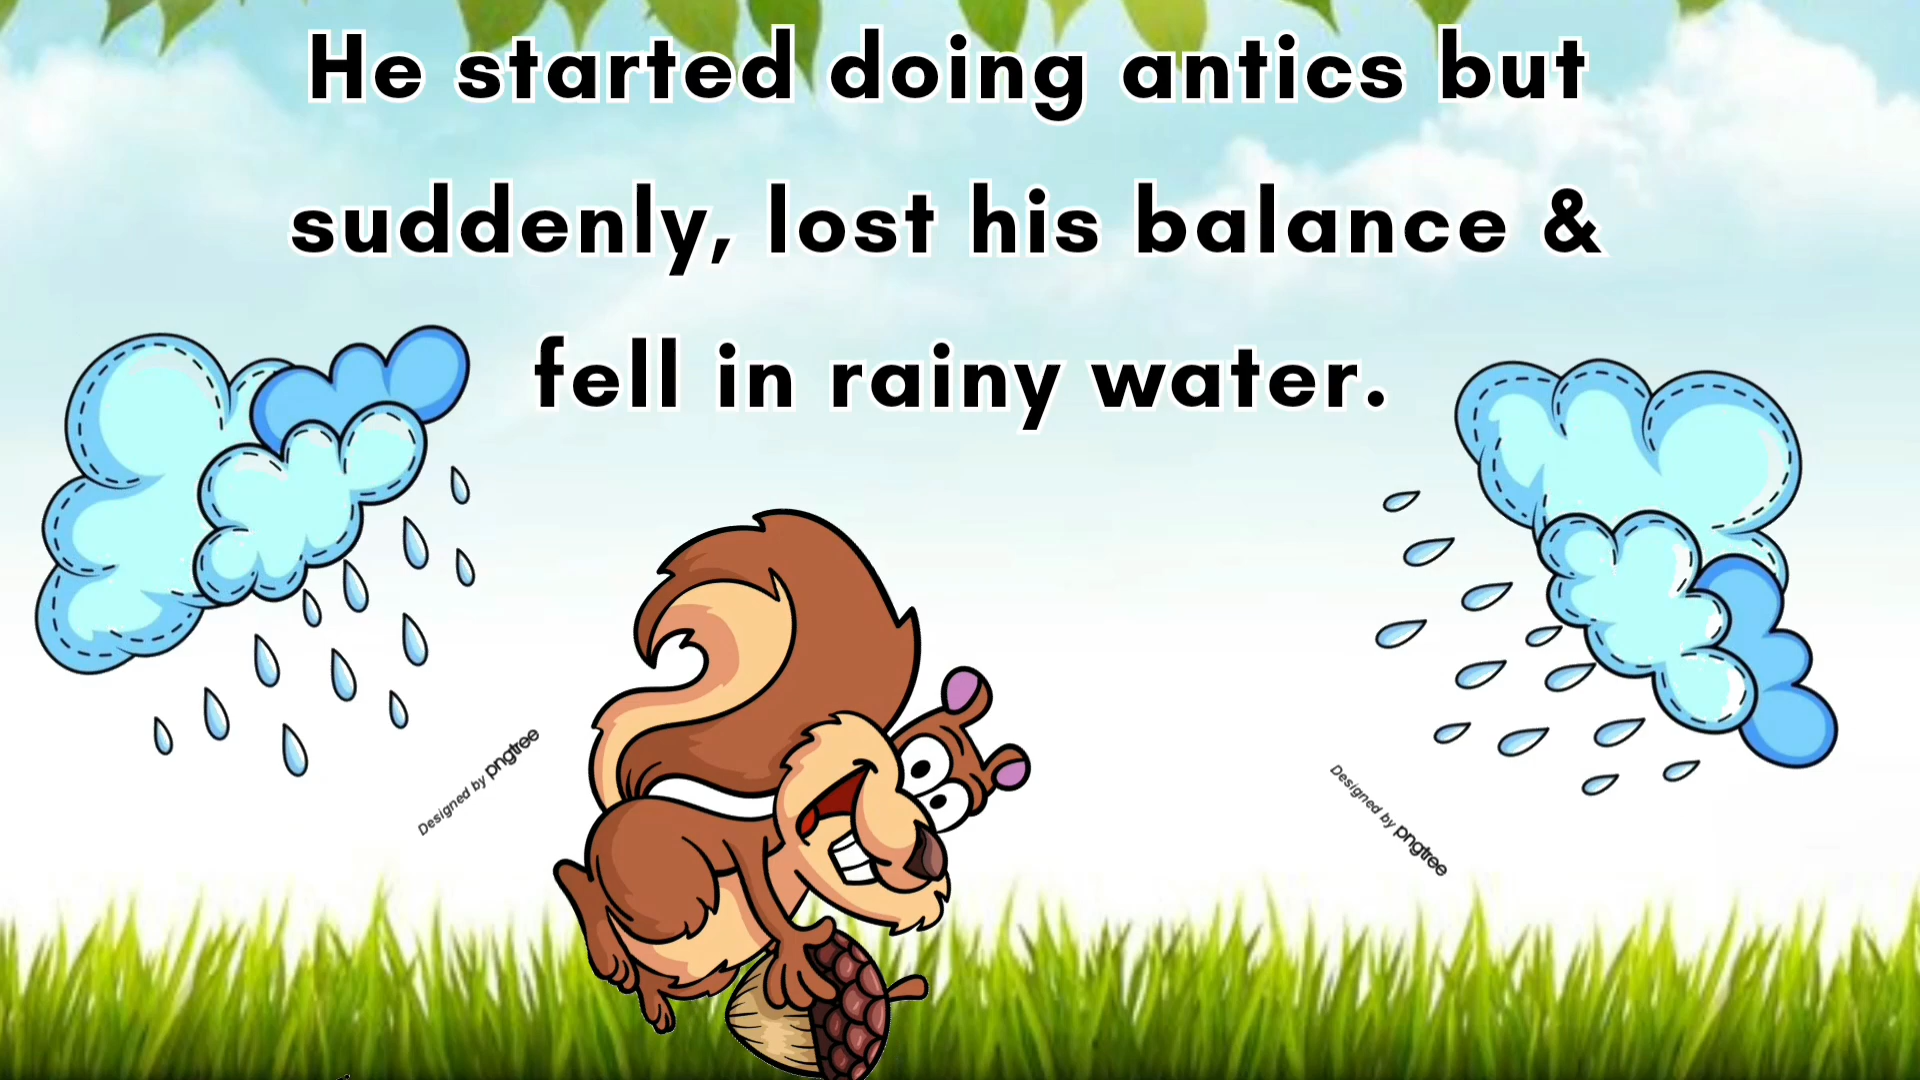 He started doing antics but
suddenly, lost his balance &
fell in rainy water.
Designed by pngtree
Designed by pngtree